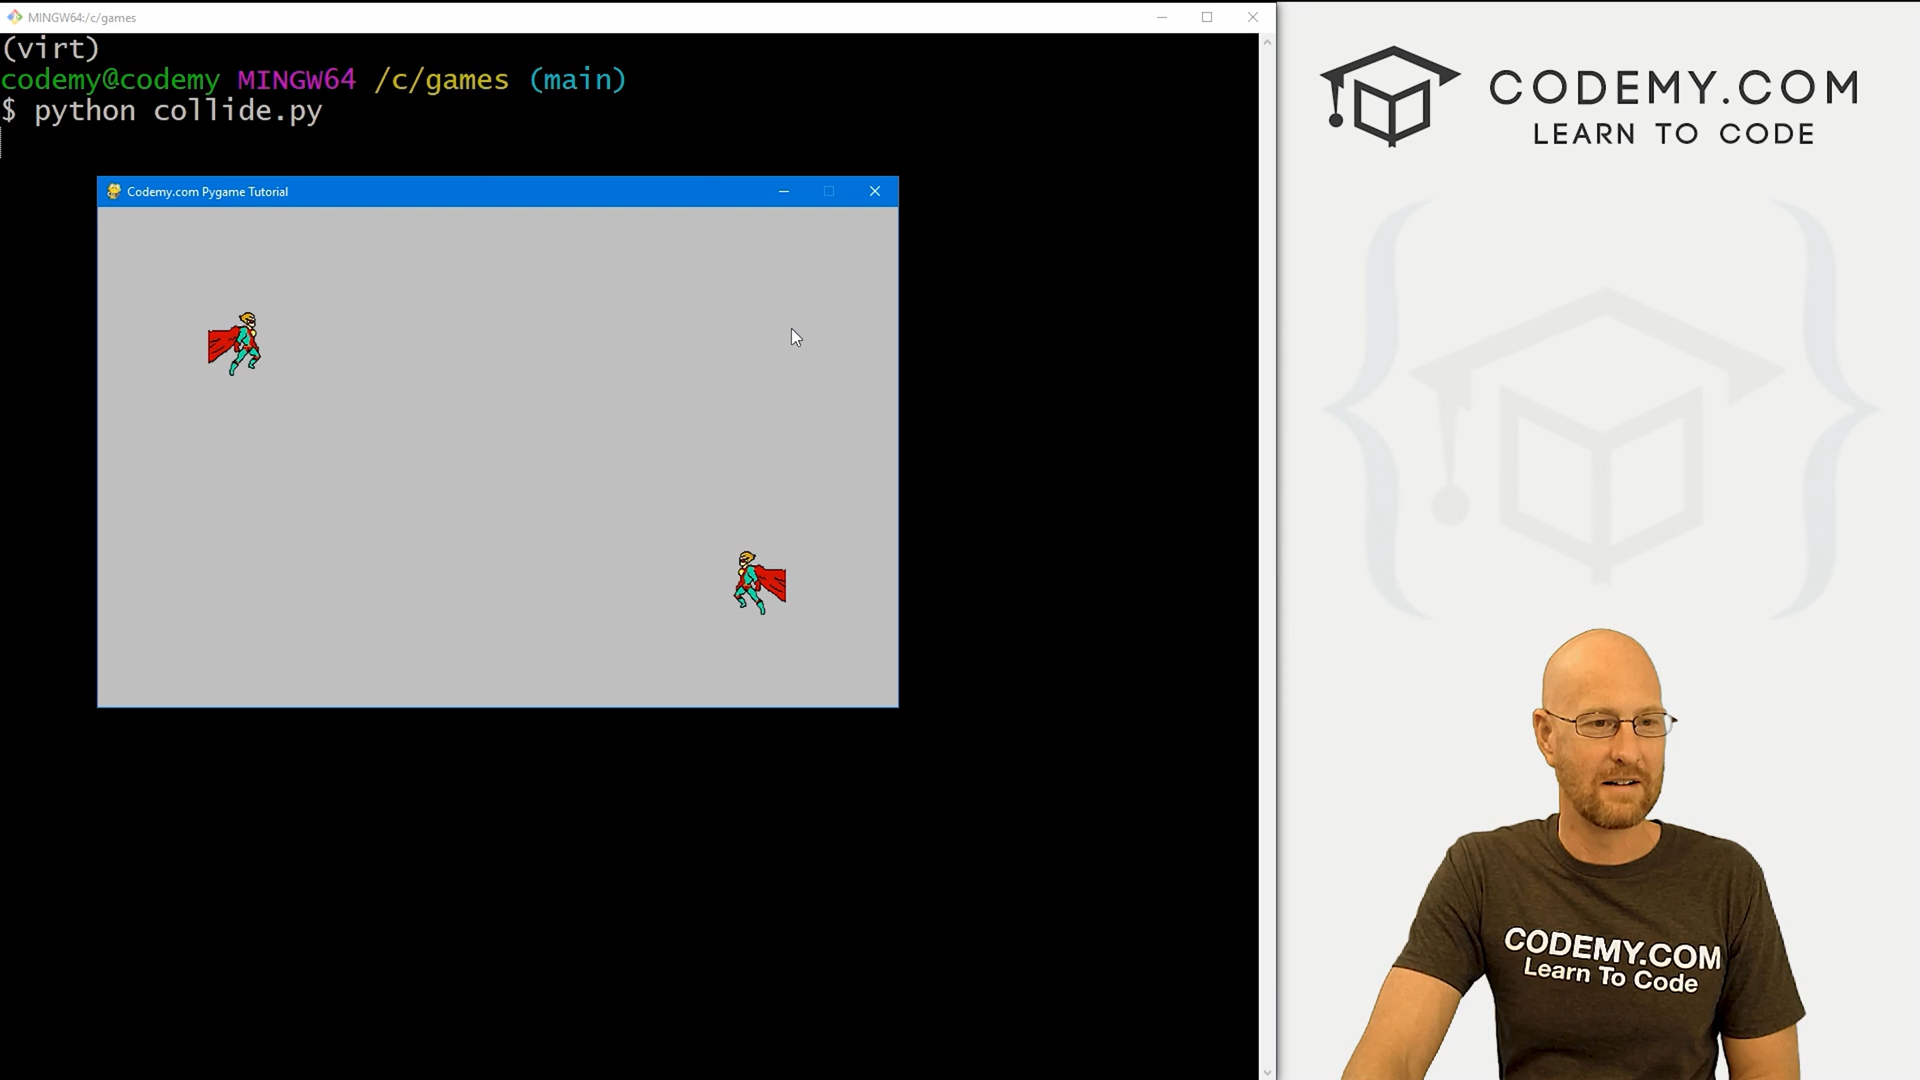 MINGW64:/c/games
(virt)
codemy@codemy MINGW64 /c/games (main)
$ python collide.py
Codemy.com Pygame Tutorial
CODEMY.COM
LEARN TO CODE
CODEMY.COM
Learn To Code